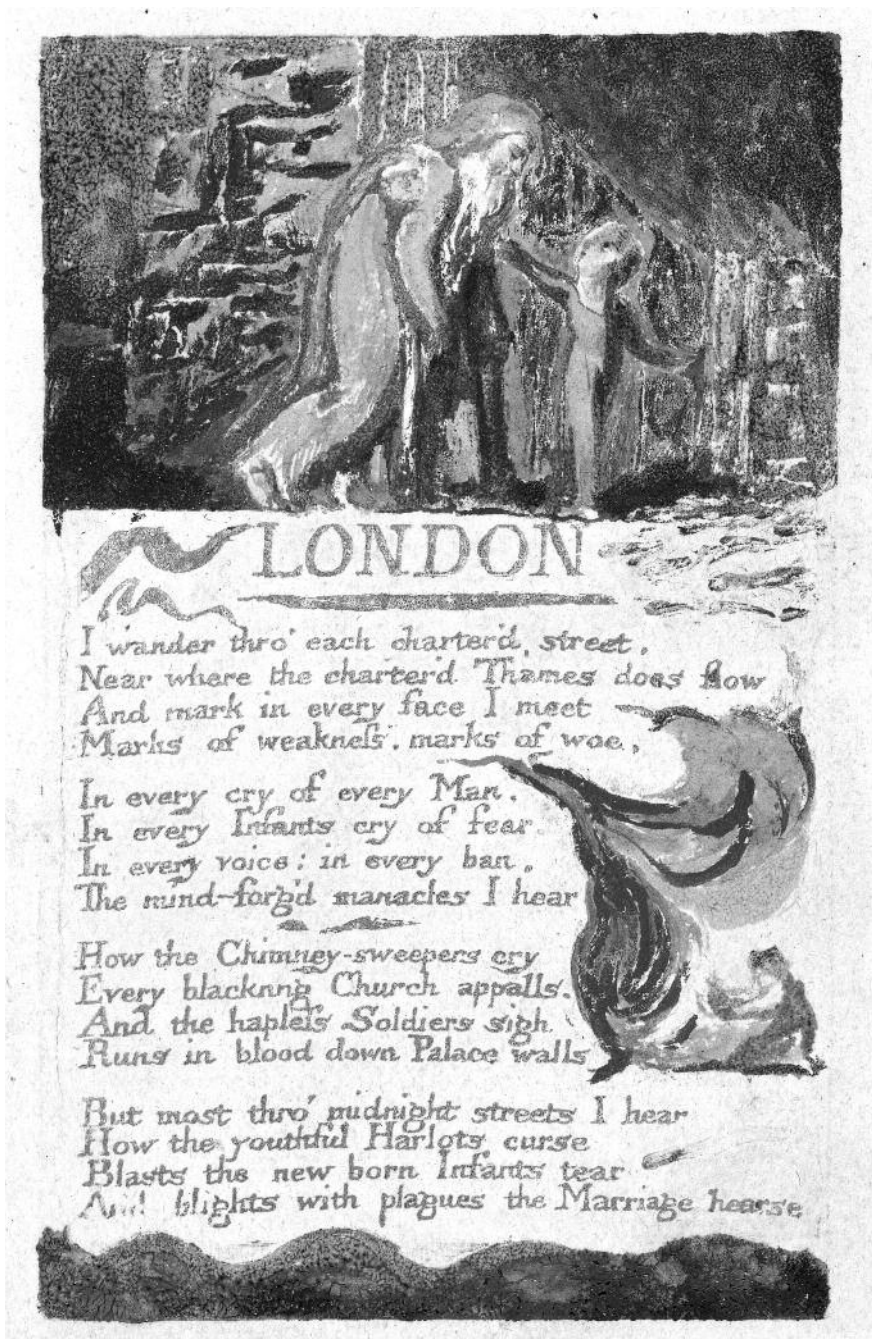 LONDON
I wander thro' each charter'd street,
Near where the charter'd Thames does flow
And mark in every face I meet
Marks of weakneſs, marks of woe,
In every cry of every Man,
In every Infants cry of fear
In every voice: in every ban,
The mind-forg'd manacles I hear
How the Chimney-sweepers cry
Every blackning Church appalls,
And the hapleſs Soldiers sigh
Runs in blood down Palace walls
But most thro' midnight streets I hear
How the youthful Harlots curse
Blasts the new born Infants tear
And blights with plagues the Marriage hearse